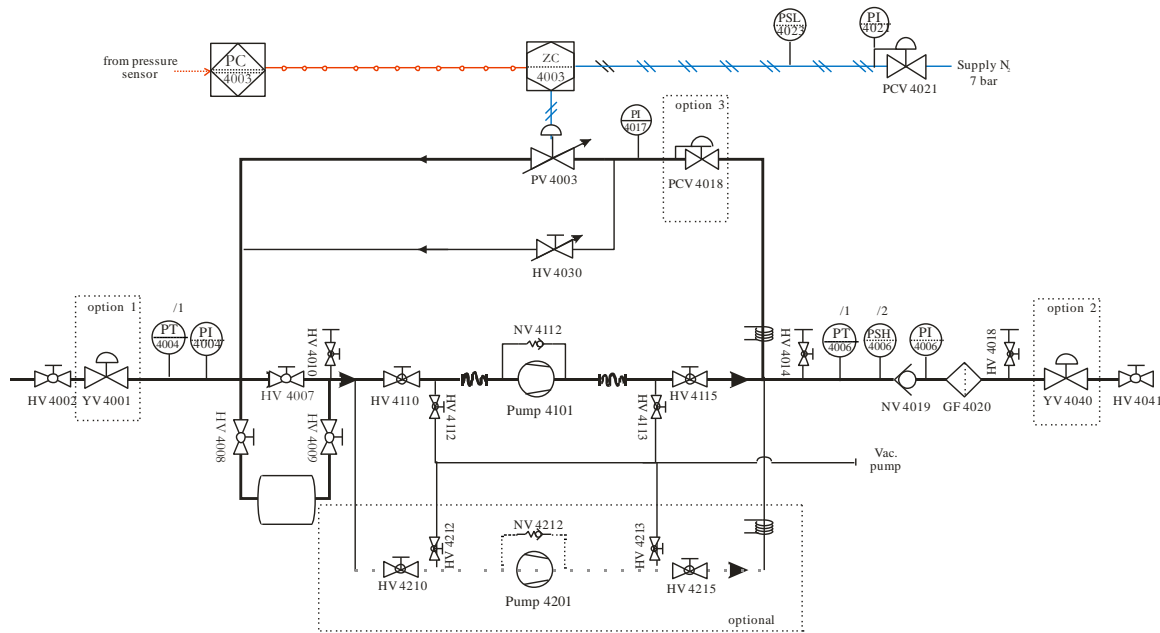 PSL
4023
PI
4021
PC
4003
from pressure
sensor
ZC
4003
Supply N2
7 bar
PCV 4021
option 3
PI
4017
PV 4003
PCV 4018
HV 4030
option 1
/1
PT
4004
PI
4004
HV 4010
NV 4112
HV 4014
/1
/2
PT
4006
PSH
4006
PI
4006
HV 4018
option 2
HV 4002
YV 4001
HV 4007
HV 4110
Pump 4101
HV 4115
NV 4019
GF 4020
YV 4040
HV 4041
HV 4008
HV 4009
HV 4112
HV 4113
Vac.
pump
HV 4212
NV 4212
HV 4213
HV 4210
Pump 4201
HV 4215
optional